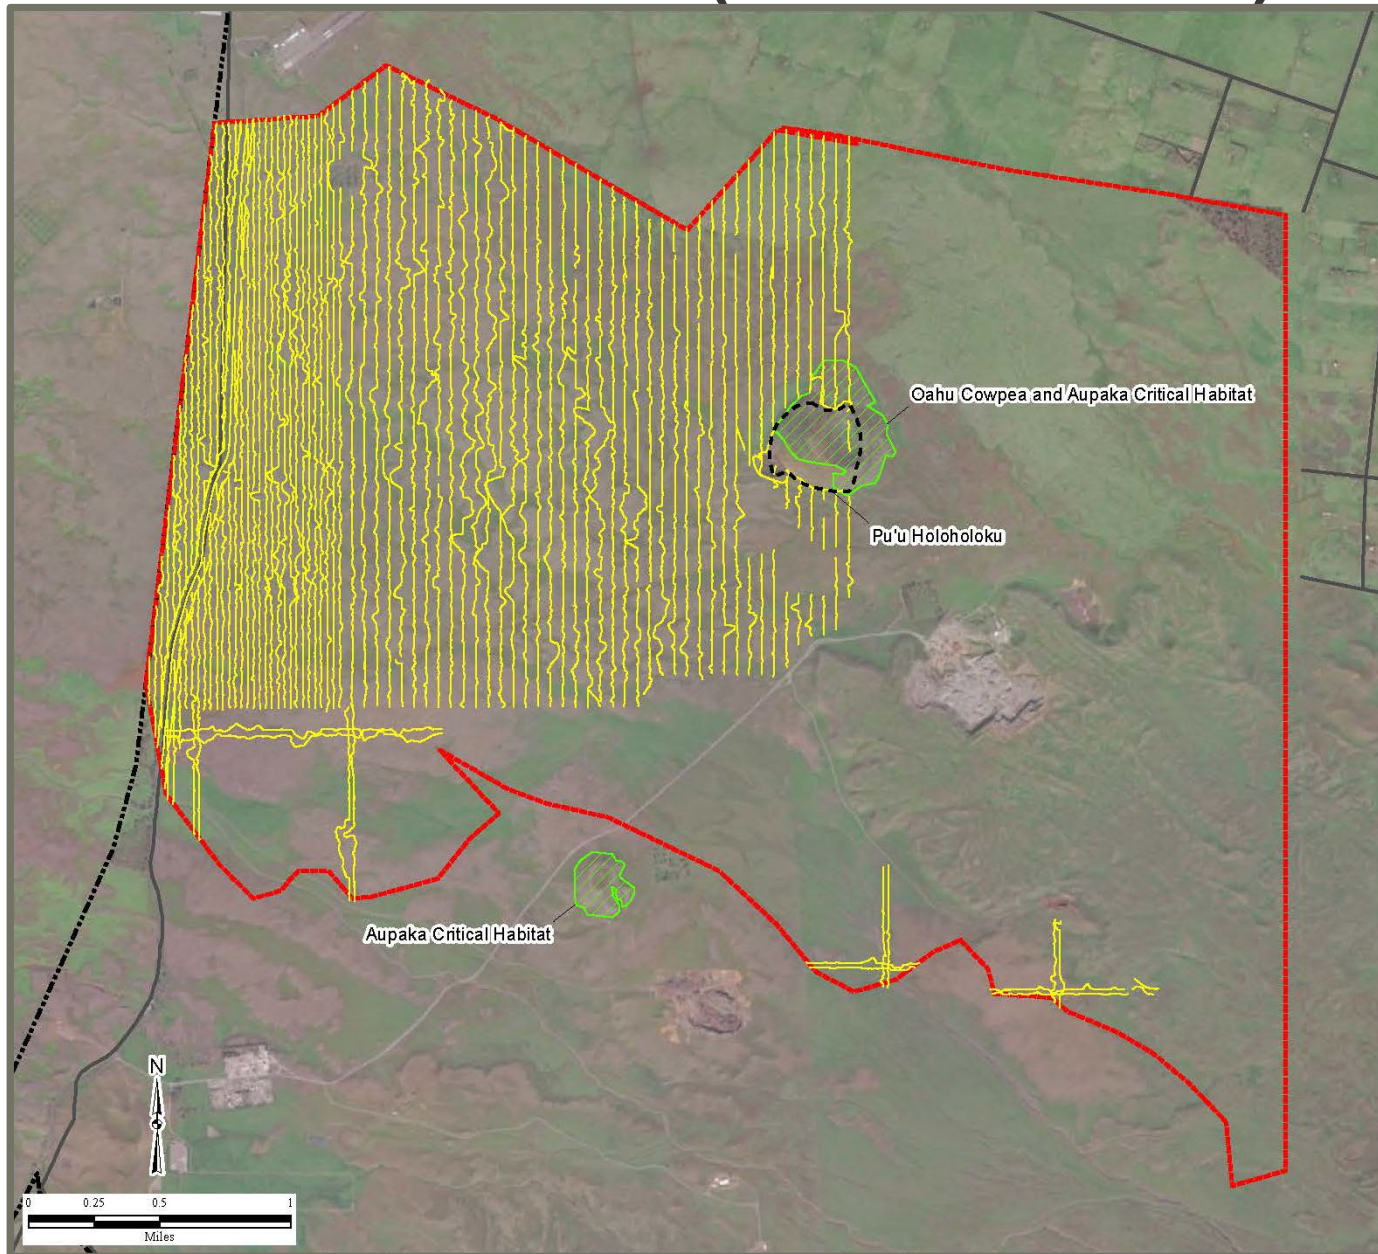 Oahu Cowpea and Aupaka Critical Habitat
Pu'u Holoholoku
Aupaka Critical Habitat
N
0 0.25 0.5 1
Miles